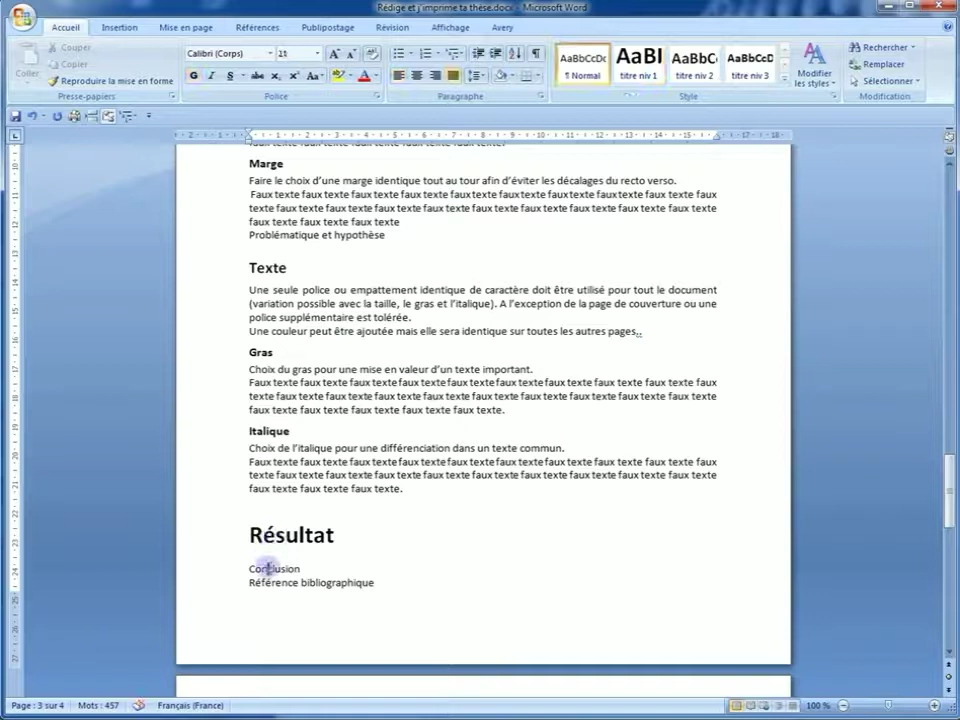 Rédige et j'imprime ta thèse.docx - Microsoft Word
Accueil Insertion Mise en page Références Publipostage Révision Affichage Avery
Couper
Calibri (Corps) 21
Rechercher
AaBbCcDc AaBl AaBbC AaBbCcD
Copier
Remplacer
Coller
Reproduire la mise en forme
G I S abc X₂ X² Aa
¶ Normal titre niv 1 titre niv 2 titre niv 3
Modifier les styles
Sélectionner
Presse-papiers Police Paragraphe Style Modification
faux texte faux texte faux texte faux texte faux texte faux texte.
Marge
Faire le choix d'une marge identique tout au tour afin d'éviter les décalages du recto verso.
Faux texte faux texte faux texte faux texte faux texte faux texte faux texte faux texte faux
texte faux texte faux texte faux texte faux texte faux texte faux texte faux texte faux texte
faux texte faux texte faux texte
Problématique et hypothèse
Texte
Une seule police ou empattement identique de caractère doit être utilisé pour tout le document
(variation possible avec la taille, le gras et l'italique). A l'exception de la page de couverture ou une
police supplémentaire est tolérée.
Une couleur peut être ajoutée mais elle sera identique sur toutes les autres pages..
Gras
Choix du gras pour une mise en valeur d'un texte important.
Faux texte faux texte faux texte faux texte faux texte faux texte faux texte faux texte faux
texte faux texte faux texte faux texte faux texte faux texte faux texte faux texte faux texte
faux texte faux texte faux texte faux texte faux texte.
Italique
Choix de l'italique pour une différenciation dans un texte commun.
Faux texte faux texte faux texte faux texte faux texte faux texte faux texte faux texte faux
texte faux texte faux texte faux texte faux texte faux texte faux texte faux texte faux texte
faux texte faux texte faux texte.
Résultat
Conclusion
Référence bibliographique
Page : 3 sur 4 Mots : 457 Français (France) 100 %